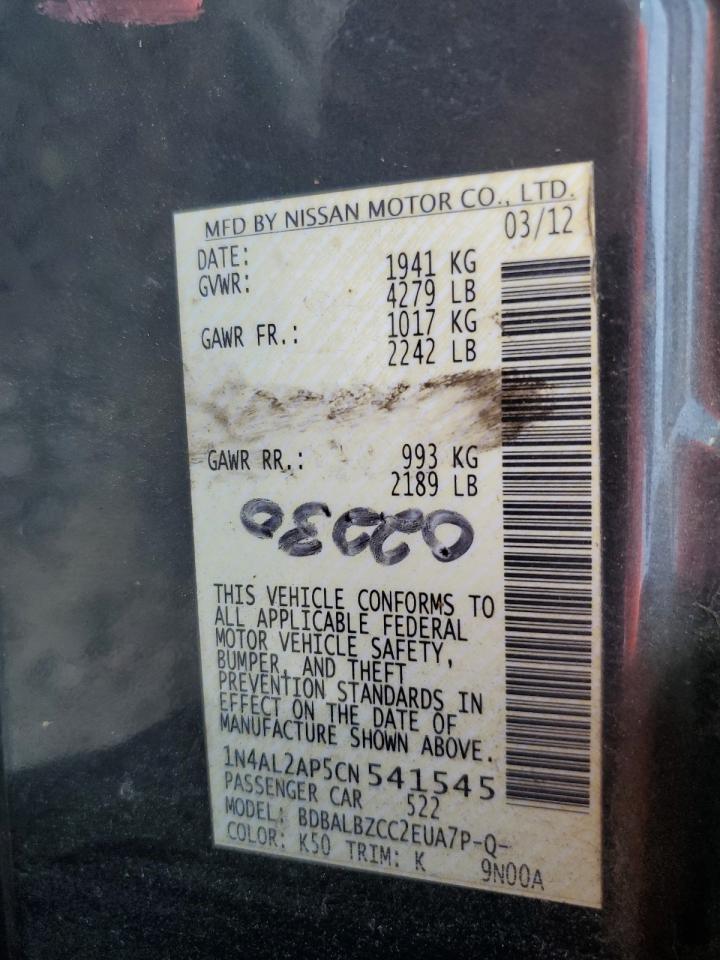 MFD BY NISSAN MOTOR CO., LTD.
DATE: 03/12
GVWR: 1941 KG
4279 LB
GAWR FR.: 1017 KG
2242 LB
GAWR RR.: 993 KG
2189 LB
THIS VEHICLE CONFORMS TO
ALL APPLICABLE FEDERAL
MOTOR VEHICLE SAFETY,
BUMPER, AND THEFT
PREVENTION STANDARDS IN
EFFECT ON THE DATE OF
MANUFACTURE SHOWN ABOVE.
1N4AL2AP5CN541545
PASSENGER CAR 522
MODEL: BDBALBZCC2EUA7P-Q-
COLOR: K50 TRIM: K 9N00A